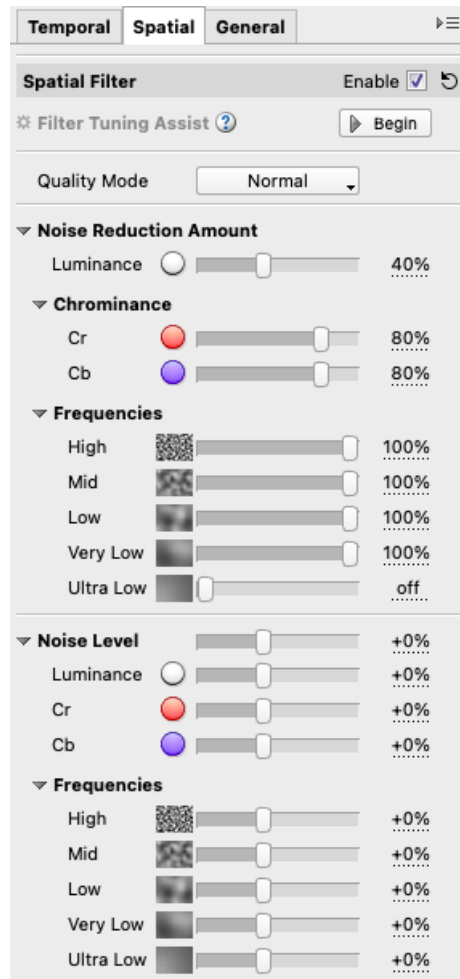 Temporal Spatial General
Spatial Filter Enable
Filter Tuning Assist ? Begin
Quality Mode Normal
Noise Reduction Amount
Luminance 40%
Chrominance
Cr 80%
Cb 80%
Frequencies
High 100%
Mid 100%
Low 100%
Very Low 100%
Ultra Low off
Noise Level +0%
Luminance +0%
Cr +0%
Cb +0%
Frequencies
High +0%
Mid +0%
Low +0%
Very Low +0%
Ultra Low +0%